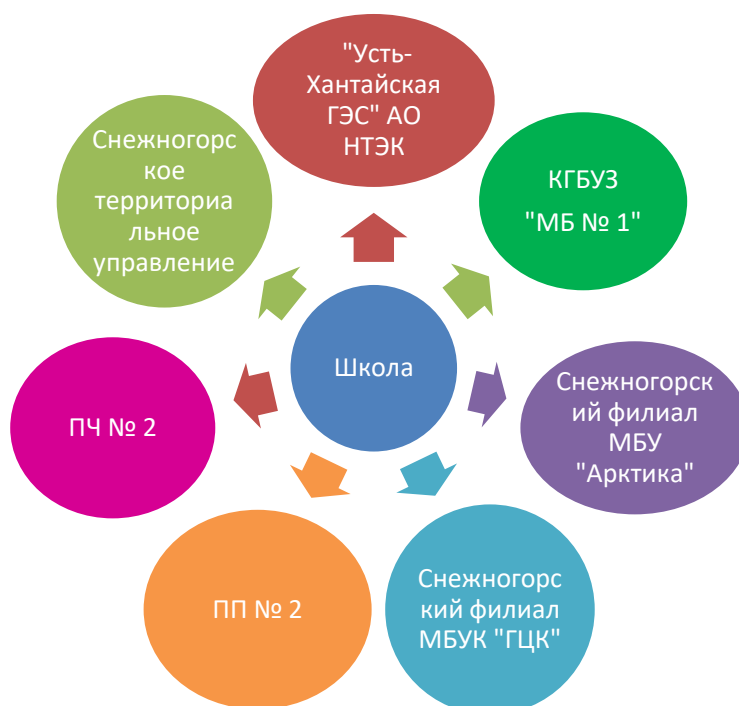 "Усть-
Хантайская
ГЭС" АО
НТЭК
КГБУЗ
"МБ № 1"
Снежногорск
ий филиал
МБУ
"Арктика"
Снежногорс
кий филиал
МБУК "ГЦК"
ПП № 2
ПЧ № 2
Снежногорс
кое
территориа
льное
управление
Школа